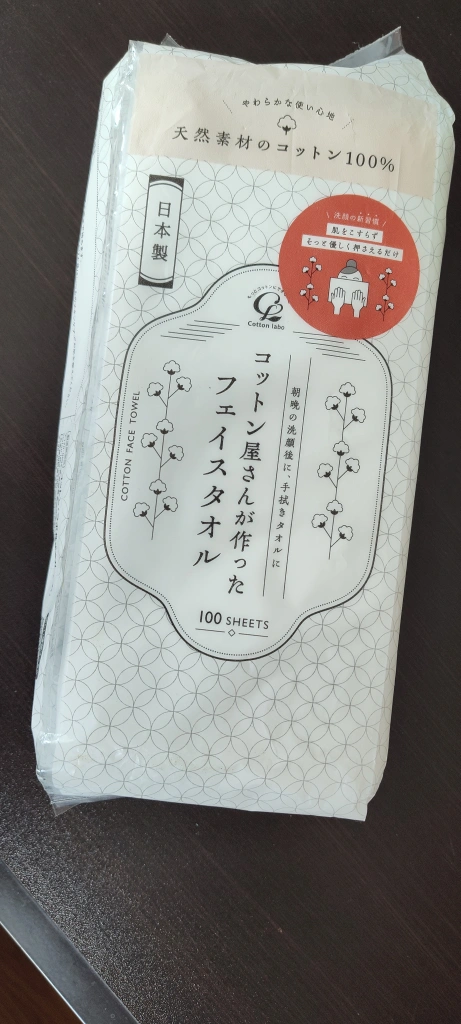 やわらかな使い心地
天然素材のコットン100%
日本製
洗顔の新習慣
肌をこすらず
そっと優しく押さえるだけ
Cotton labo
朝晩の洗顔後に、手拭きタオルに
コットン屋さんが作った
フェイスタオル
COTTON FACE TOWEL
100 SHEETS